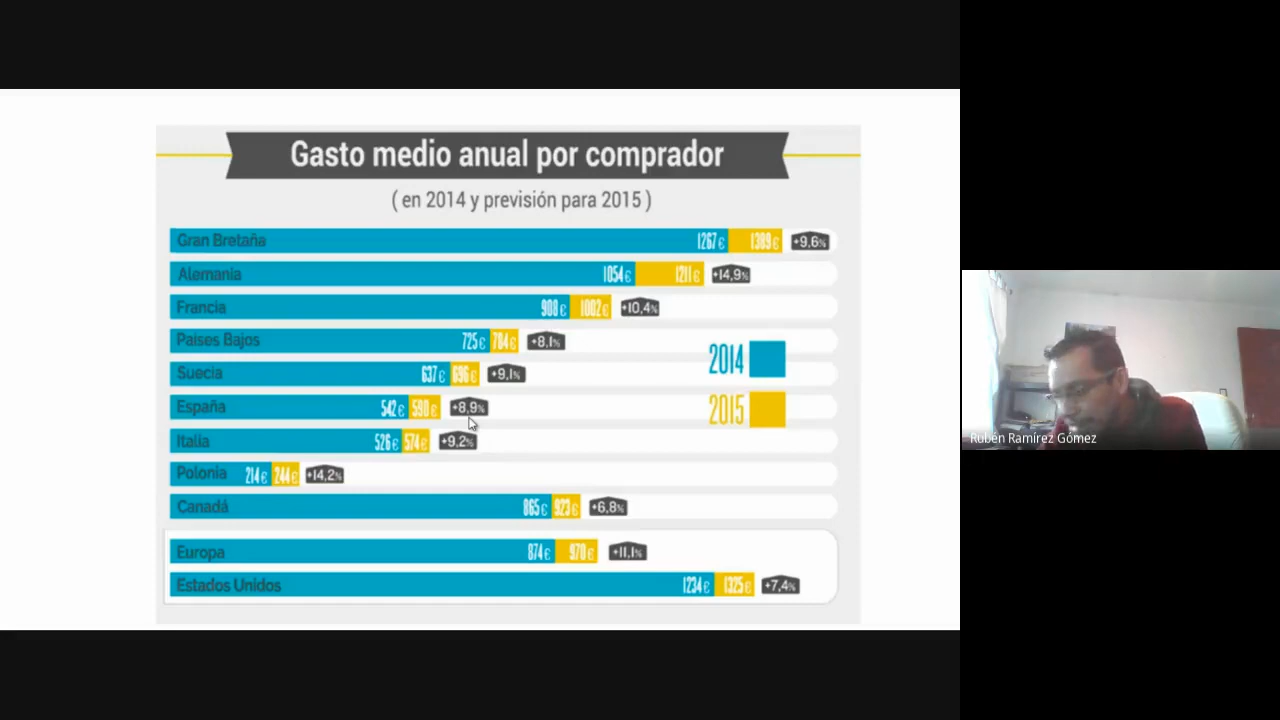 Gasto medio anual por comprador
( en 2014 y previsión para 2015 )
Gran Bretaña 1267€ 1389€ +9.6%
Alemania 1054€ 1211€ +14,9%
Francia 908€ 1002€ +10,4%
Países Bajos 725€ 784€ +8,1%
Suecia 637€ 696€ +9,1%
España 542€ 590€ +8,9%
Italia 526€ 574€ +9,2%
Polonia 214€ 244€ +14,2%
Canadá 865€ 923€ +6,8%
Europa 874€ 970€ +11,1%
Estados Unidos 1234€ 1325€ +7,4%
2014
2015
Rubén Ramírez Gómez